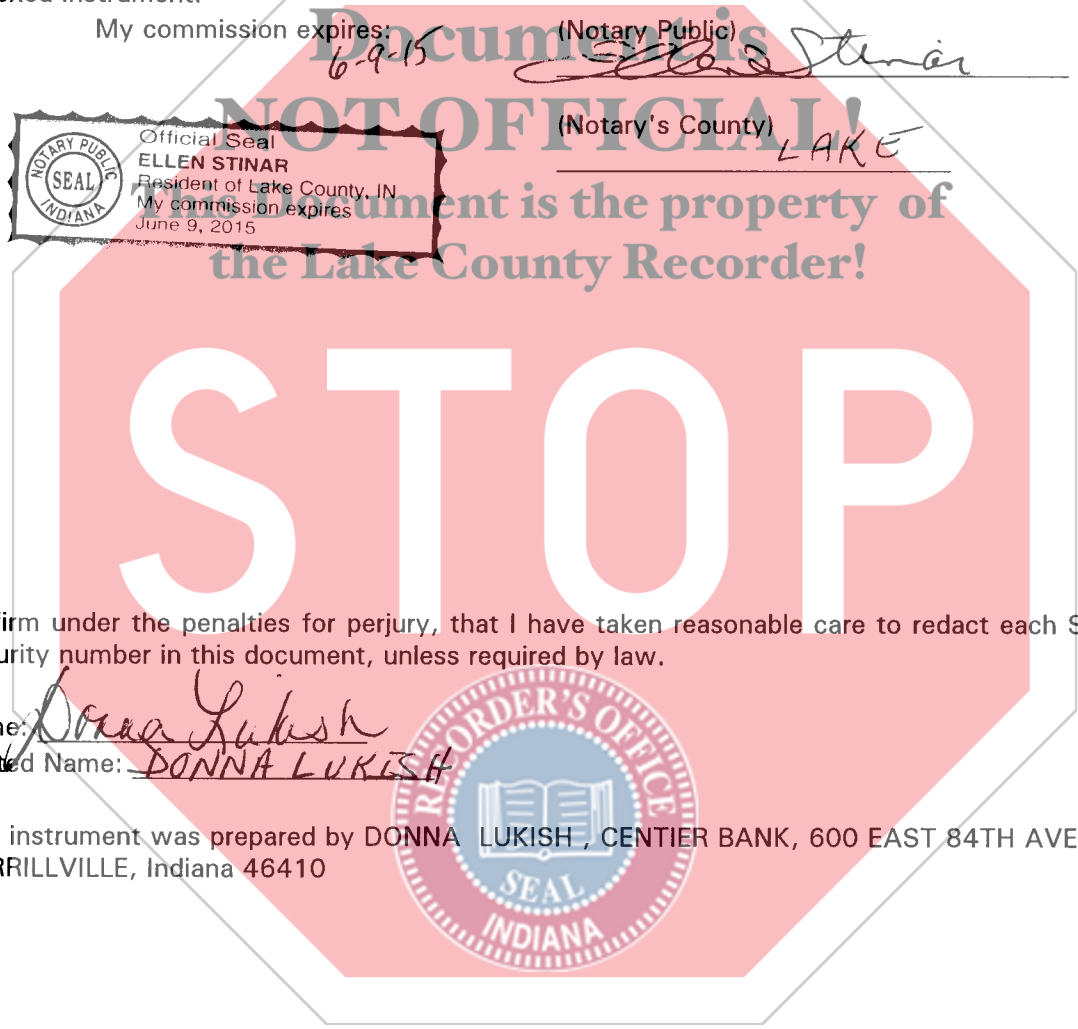 My commission expires: (Notary Public)
6-9-15 Stinar
Document is
NOT OFFICIAL!
This Document is the property of
the Lake County Recorder!
(Notary's County) LAKE
NOTARY PUBLIC
SEAL
INDIANA
Official Seal
ELLEN STINAR
Resident of Lake County, IN
My commission expires
June 9, 2015
STOP
firm under the penalties for perjury, that I have taken reasonable care to redact each S
urity number in this document, unless required by law.
ne: Donna Lukish
ted Name: DONNA LUKISH
RECORDER'S OFFICE
SEAL
INDIANA
instrument was prepared by DONNA LUKISH , CENTIER BANK, 600 EAST 84TH AVE
RRILLVILLE, Indiana 46410